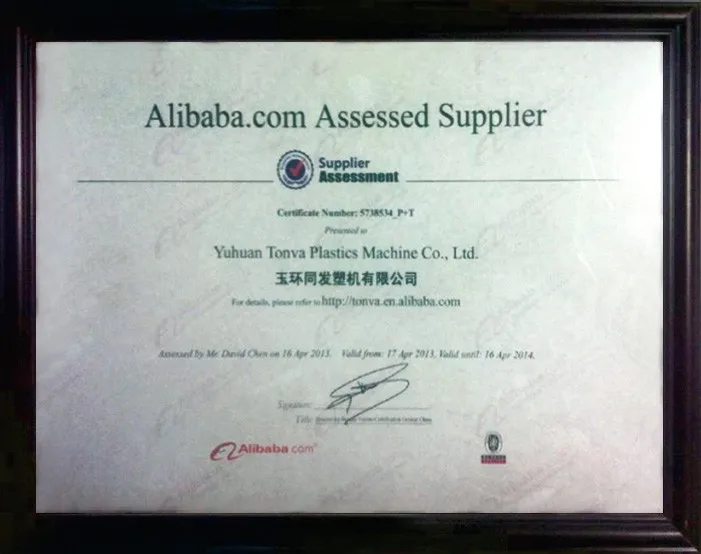 Alibaba.com Assessed Supplier
Supplier
Assessment
Certificate Number: 5738534_P+T
Presented to
Yuhuan Tonva Plastics Machine Co., Ltd.
玉环同发塑机有限公司
For details, please refer to http://tonva.en.alibaba.com
Assessed by Mr. David Chen on 16 Apr 2013. Valid from: 17 Apr 2013, Valid until: 16 Apr 2014.
Signature:
Title:
Alibaba.com